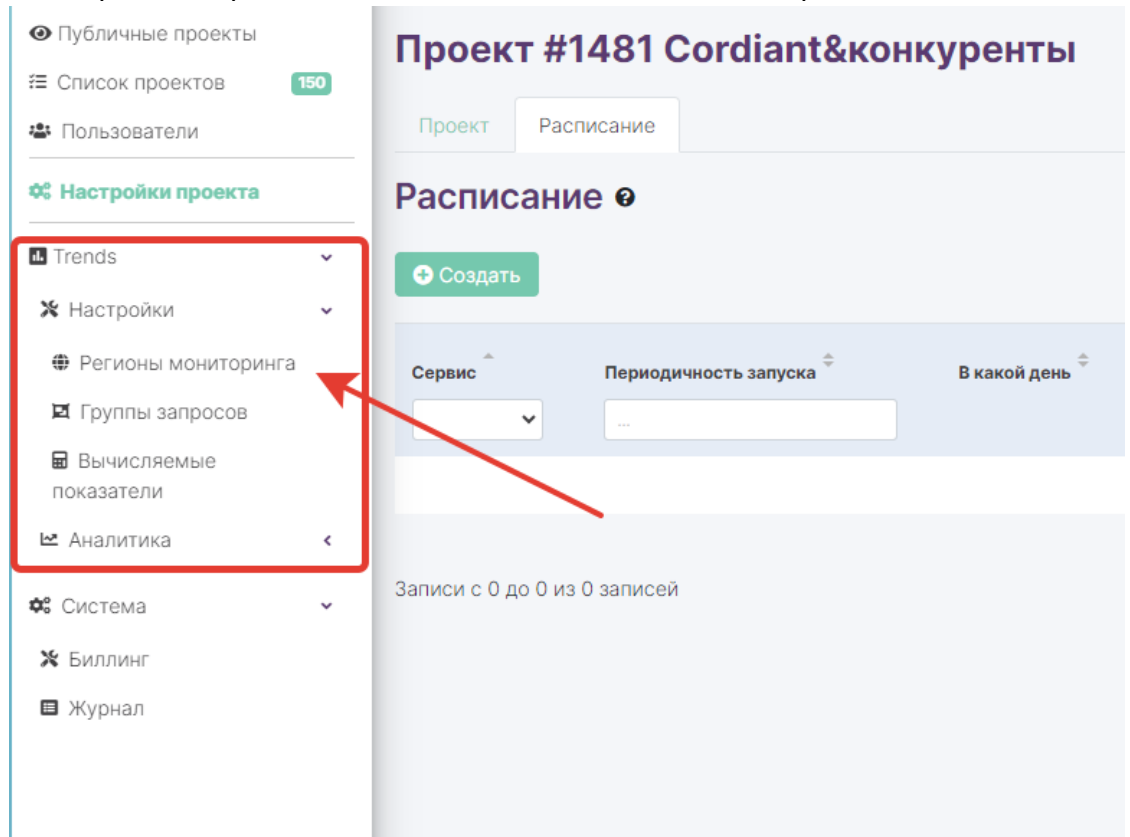 Публичные проекты
Список проектов 150
Пользователи
Настройки проекта
Trends
Настройки
Регионы мониторинга
Группы запросов
Вычисляемые
показатели
Аналитика
Система
Биллинг
Журнал
Проект #1481 Cordiant&конкуренты
Проект Расписание
Расписание
Создать
Сервис Периодичность запуска В какой день
...
Записи с 0 до 0 из 0 записей